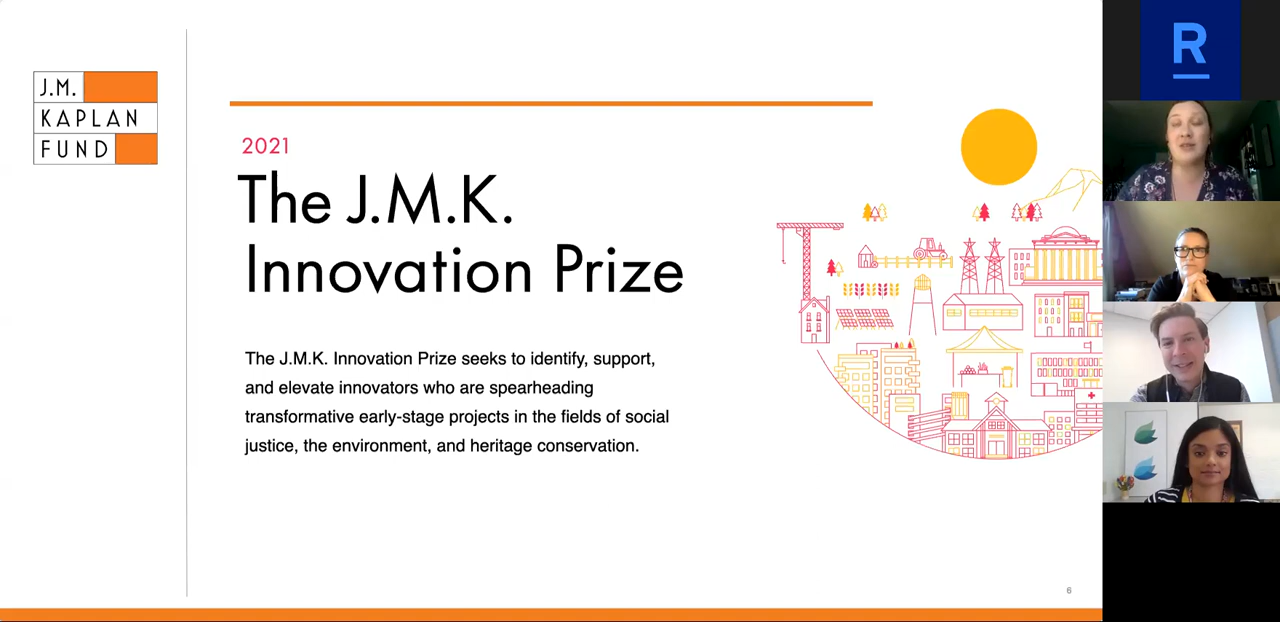 J.M.
KAPLAN
FUND
2021
The J.M.K.
Innovation Prize
The J.M.K. Innovation Prize seeks to identify, support,
and elevate innovators who are spearheading
transformative early-stage projects in the fields of social
justice, the environment, and heritage conservation.
6
R